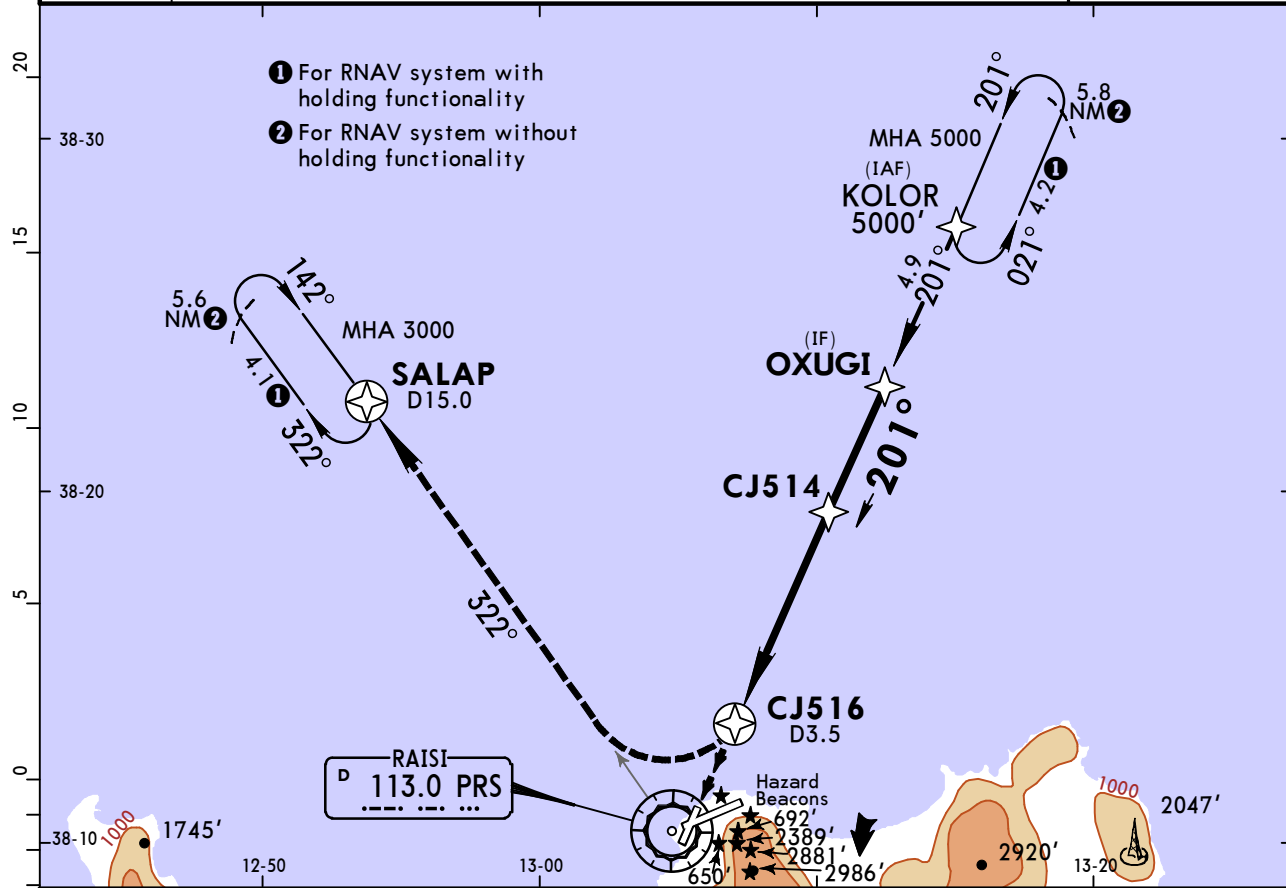 ❶ For RNAV system with
holding functionality
❷ For RNAV system without
holding functionality
20
15
10
5
0
38-30
38-20
38-10
201°
5.8
NM❷
MHA 5000
(IAF)
KOLOR
5000'
4.2❶
021°
4.9
201°
(IF)
OXUGI
201°
CJ514
142°
5.6
NM❷
MHA 3000
SALAP
D15.0
4.1❶
322°
322°
CJ516
D3.5
RAISI
D 113.0 PRS
Hazard
Beacons
692'
2389'
2881'
2986'
650'
1000
1745'
2920'
1000
2047'
12-50
13-00
13-20